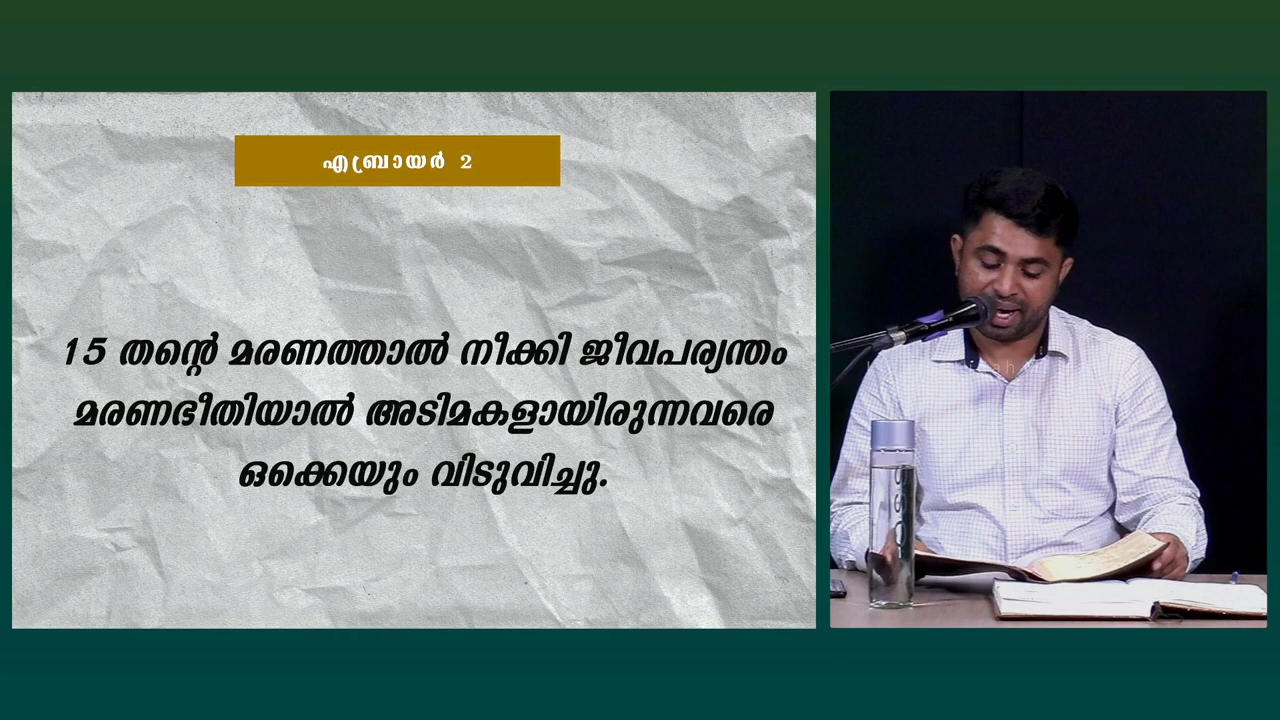 എബ്രായർ 2
15 തന്റെ മരണത്താൽ നീക്കി ജീവപര്യന്തം
മരണഭീതിയാൽ അടിമകളായിരുന്നവരെ
ഒക്കെയും വിടുവിച്ചു.